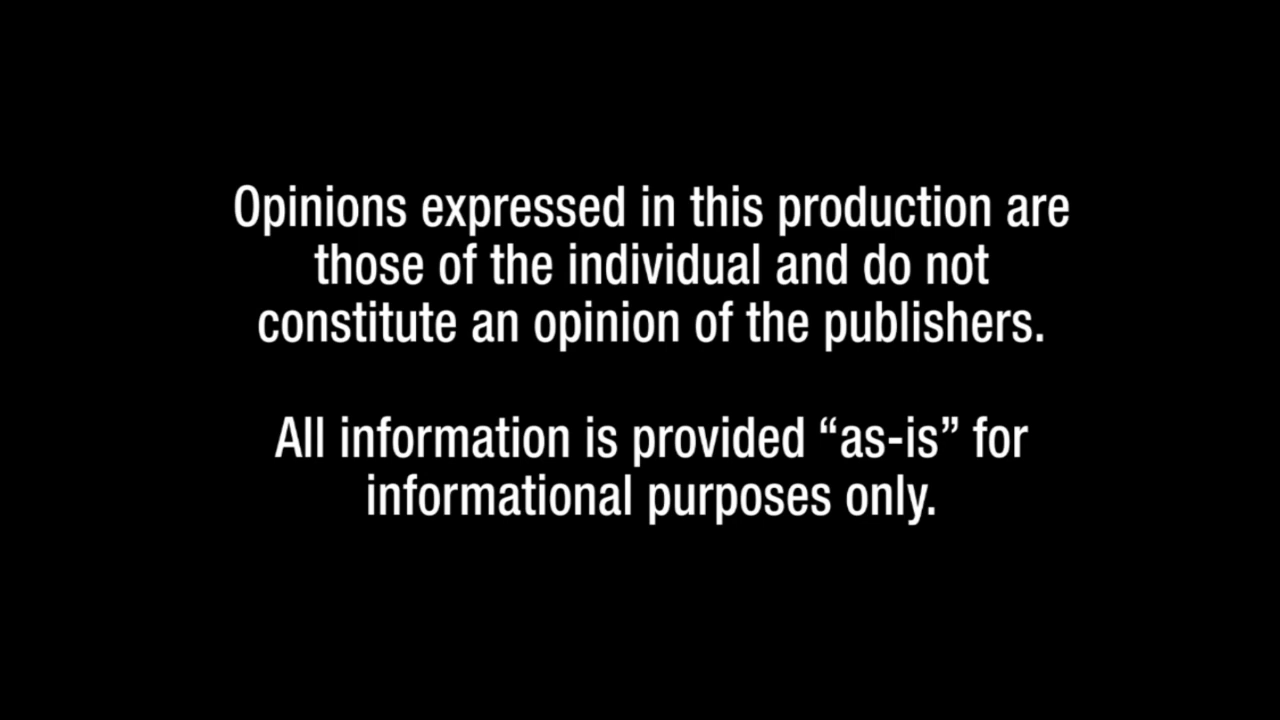 Opinions expressed in this production are
those of the individual and do not
constitute an opinion of the publishers.
All information is provided “as-is” for
informational purposes only.